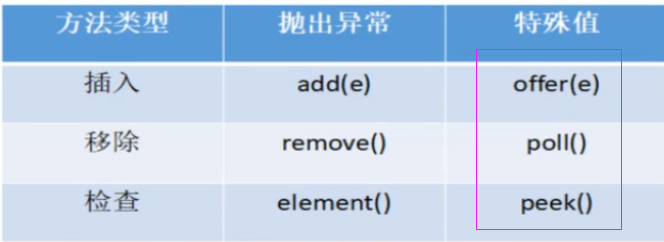 方法类型 抛出异常 特殊值
插入 add(e) offer(e)
移除 remove() poll()
检查 element() peek()